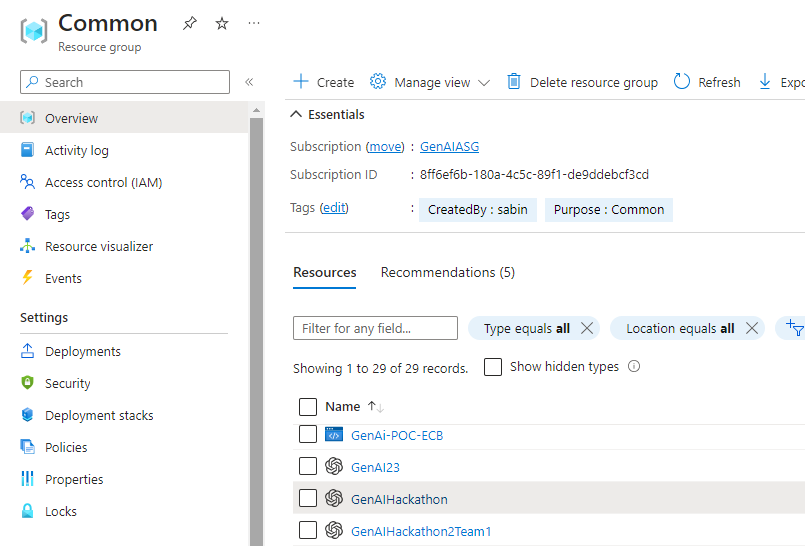 Common
Resource group
Search
Overview
Activity log
Access control (IAM)
Tags
Resource visualizer
Events
Settings
Deployments
Security
Deployment stacks
Policies
Properties
Locks
Create Manage view Delete resource group Refresh Expo
Essentials
Subscription (move) : GenAIASG
Subscription ID : 8ff6ef6b-180a-4c5c-89f1-de9ddebcf3cd
Tags (edit) : CreatedBy : sabin Purpose : Common
Resources Recommendations (5)
Filter for any field... Type equals all Location equals all
Showing 1 to 29 of 29 records. Show hidden types
Name
GenAi-POC-ECB
GenAI23
GenAIHackathon
GenAIHackathon2Team1